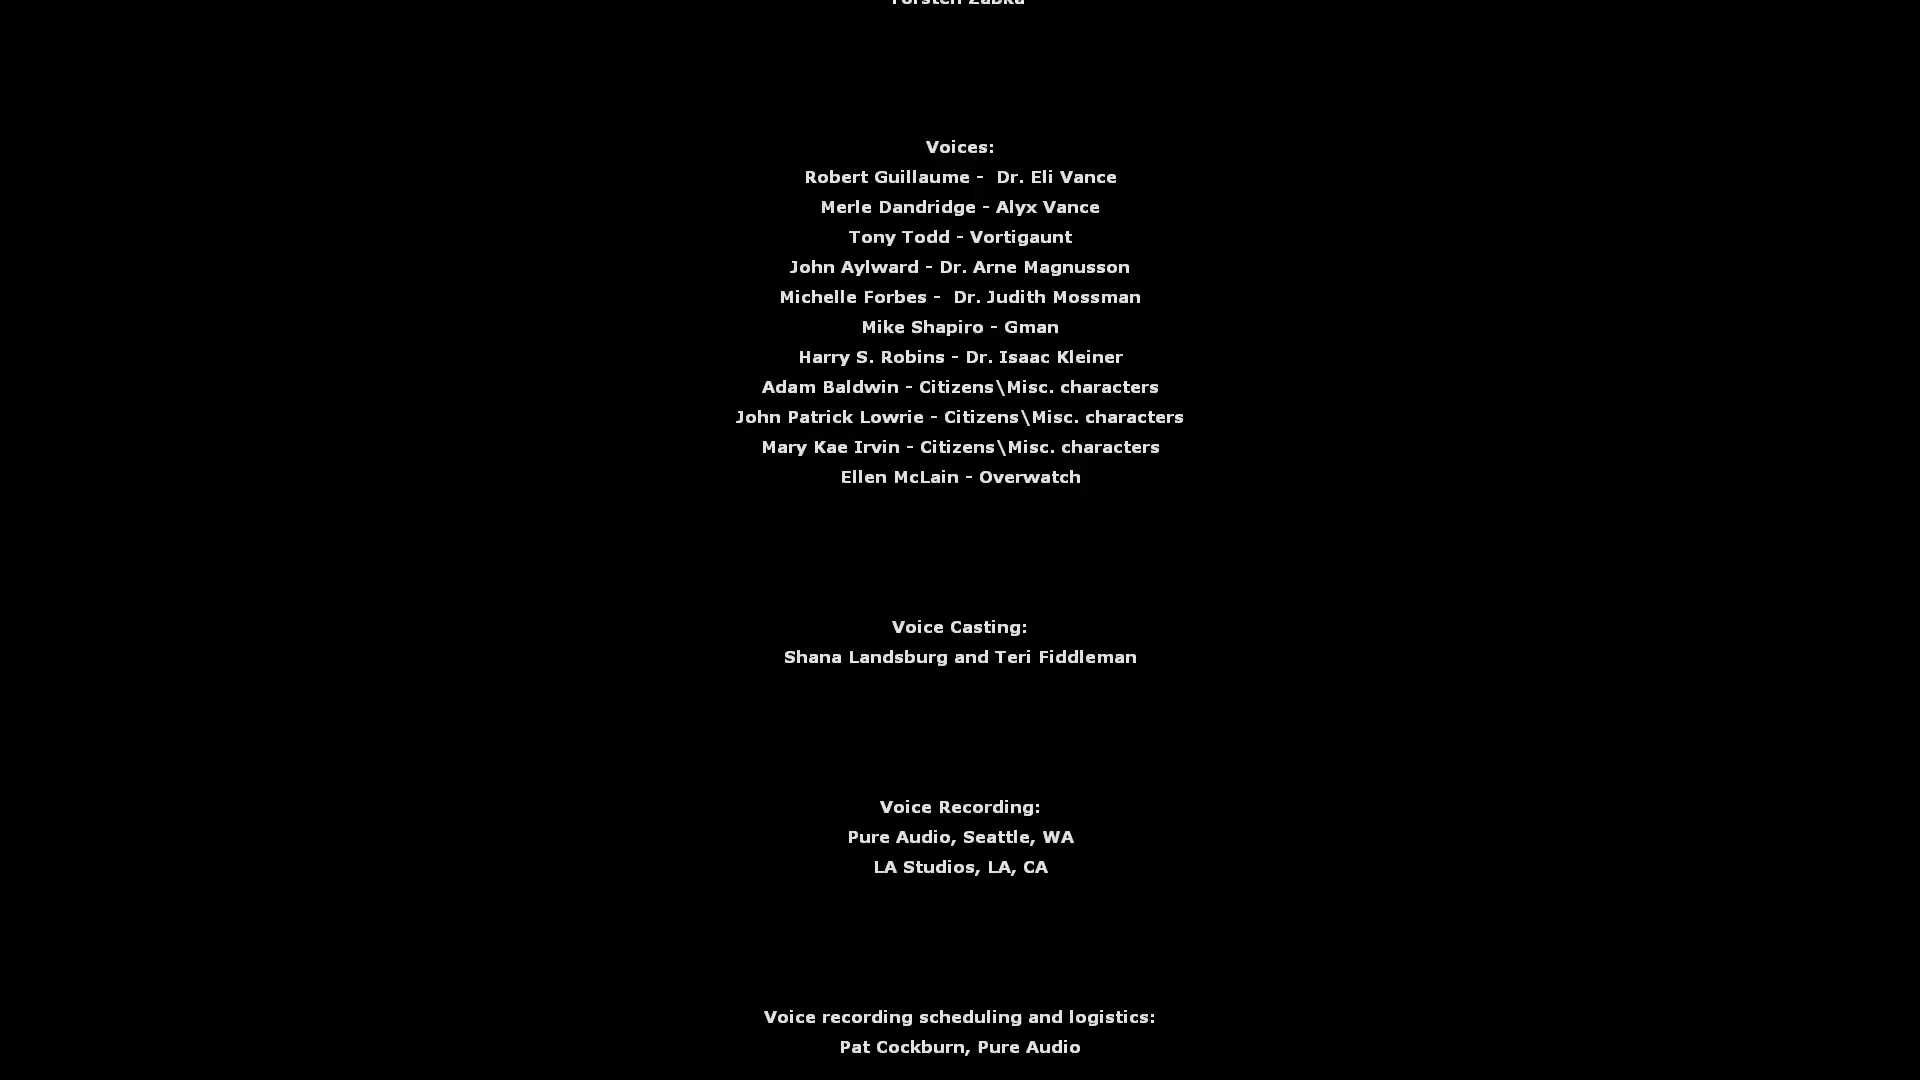 Torsten Zabka
Voices:
Robert Guillaume -  Dr. Eli Vance
Merle Dandridge - Alyx Vance
Tony Todd - Vortigaunt
John Aylward - Dr. Arne Magnusson
Michelle Forbes -  Dr. Judith Mossman
Mike Shapiro - Gman
Harry S. Robins - Dr. Isaac Kleiner
Adam Baldwin - Citizens\Misc. characters
John Patrick Lowrie - Citizens\Misc. characters
Mary Kae Irvin - Citizens\Misc. characters
Ellen McLain - Overwatch
Voice Casting:
Shana Landsburg and Teri Fiddleman
Voice Recording:
Pure Audio, Seattle, WA
LA Studios, LA, CA
Voice recording scheduling and logistics:
Pat Cockburn, Pure Audio